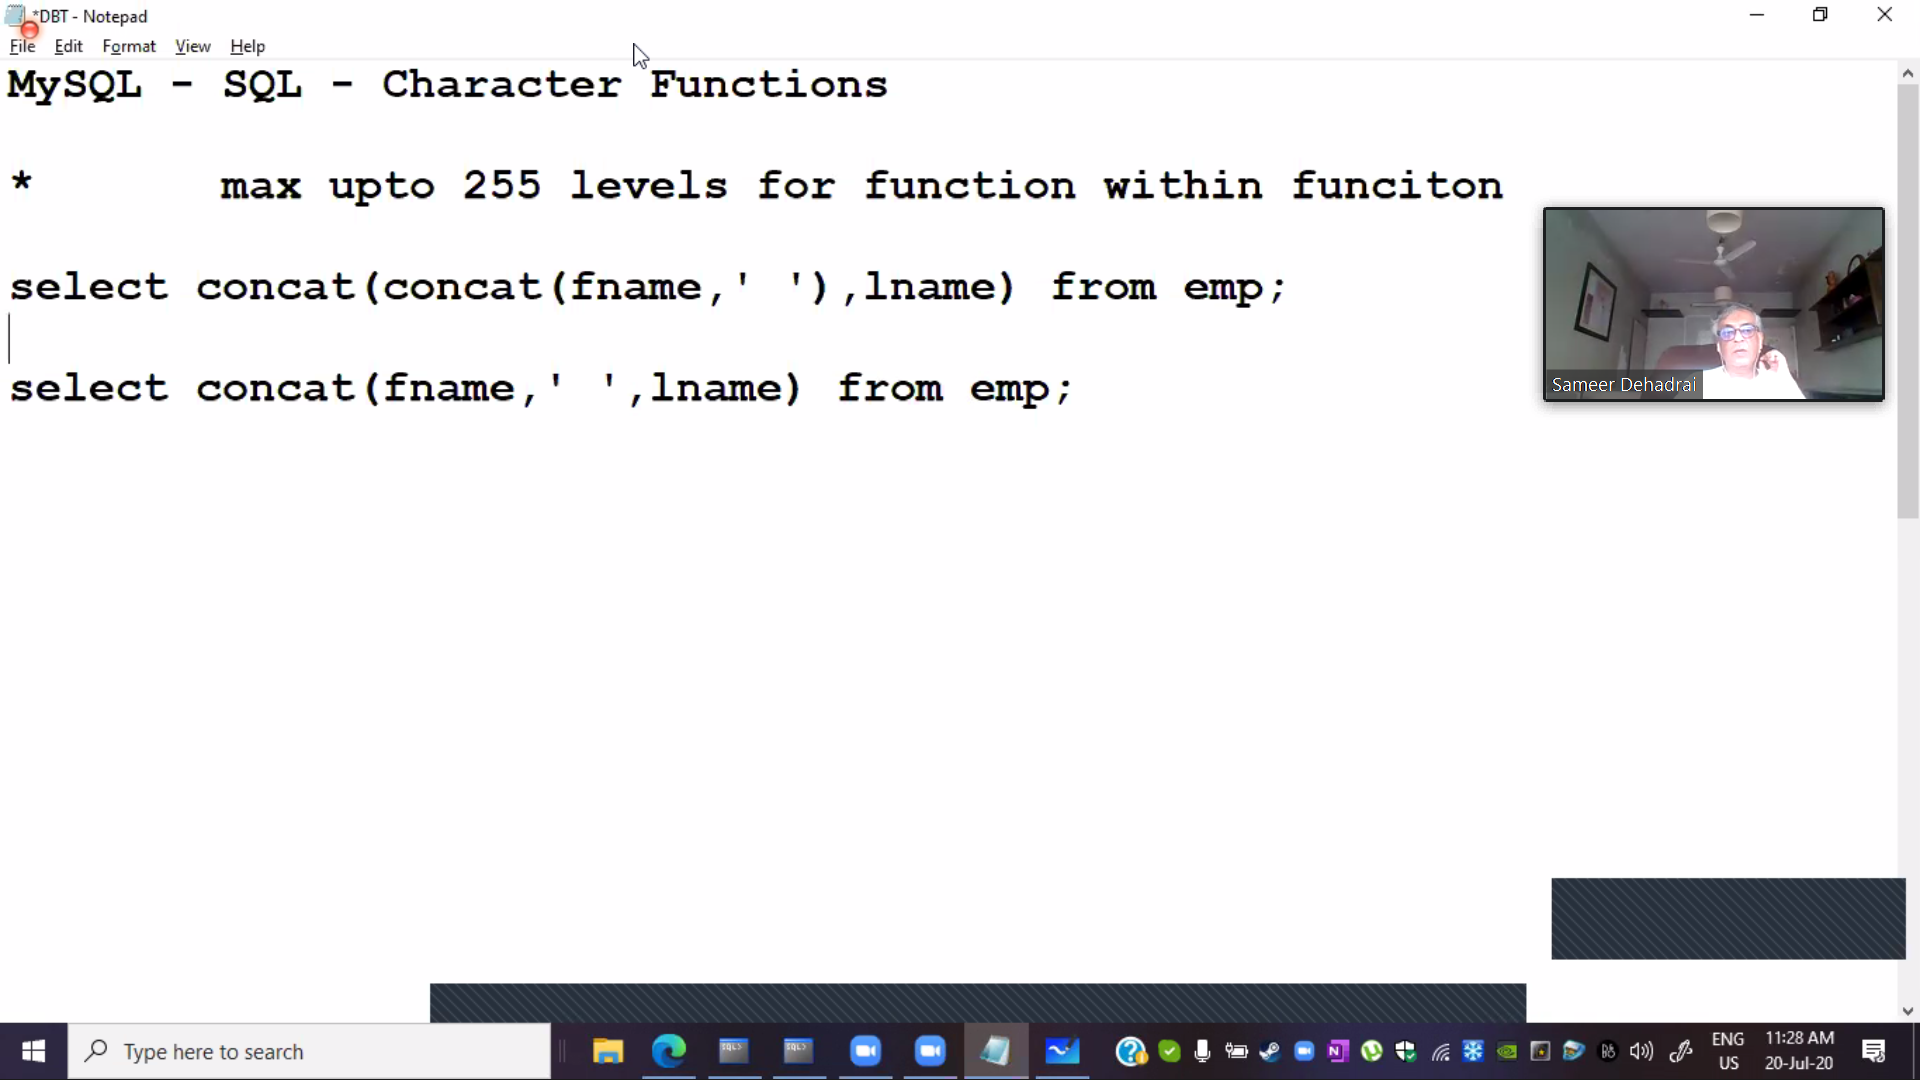 *DBT - Notepad
File Edit Format View Help
MySQL - SQL - Character Functions
* max upto 255 levels for function within funciton
select concat(concat(fname,' '),lname) from emp;
select concat(fname,' ',lname) from emp;
Sameer Dehadrai
Type here to search
SQL>
SQL>
ENG
US
11:28 AM
20-Jul-20